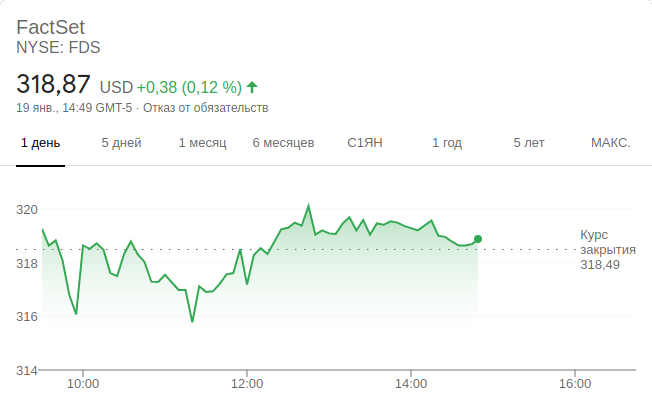 FactSet
NYSE: FDS
318,87 USD +0,38 (0,12 %)
19 янв., 14:49 GMT-5 · Отказ от обязательств
1 день 5 дней 1 месяц 6 месяцев С1ЯН 1 год 5 лет МАКС.
320
Курс
закрытия
318
318,49
316
314
10:00 12:00 14:00 16:00